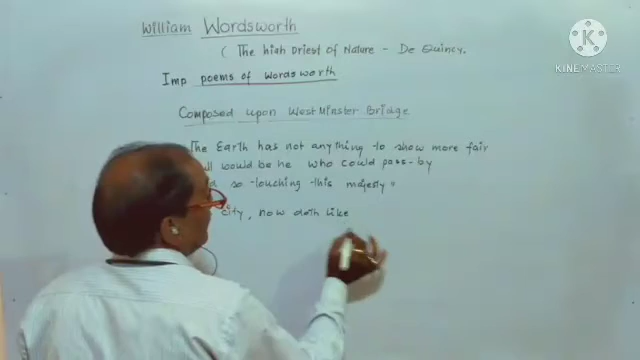 William Wordsworth
( The high Priest of Nature - De Quincy.
Imp poems of Wordsworth
Composed upon West Minster Bridge
The Earth has not anything to show more fair
would be he who could pass-by
so touching this majesty "
city, now doth like
KINEMASTER